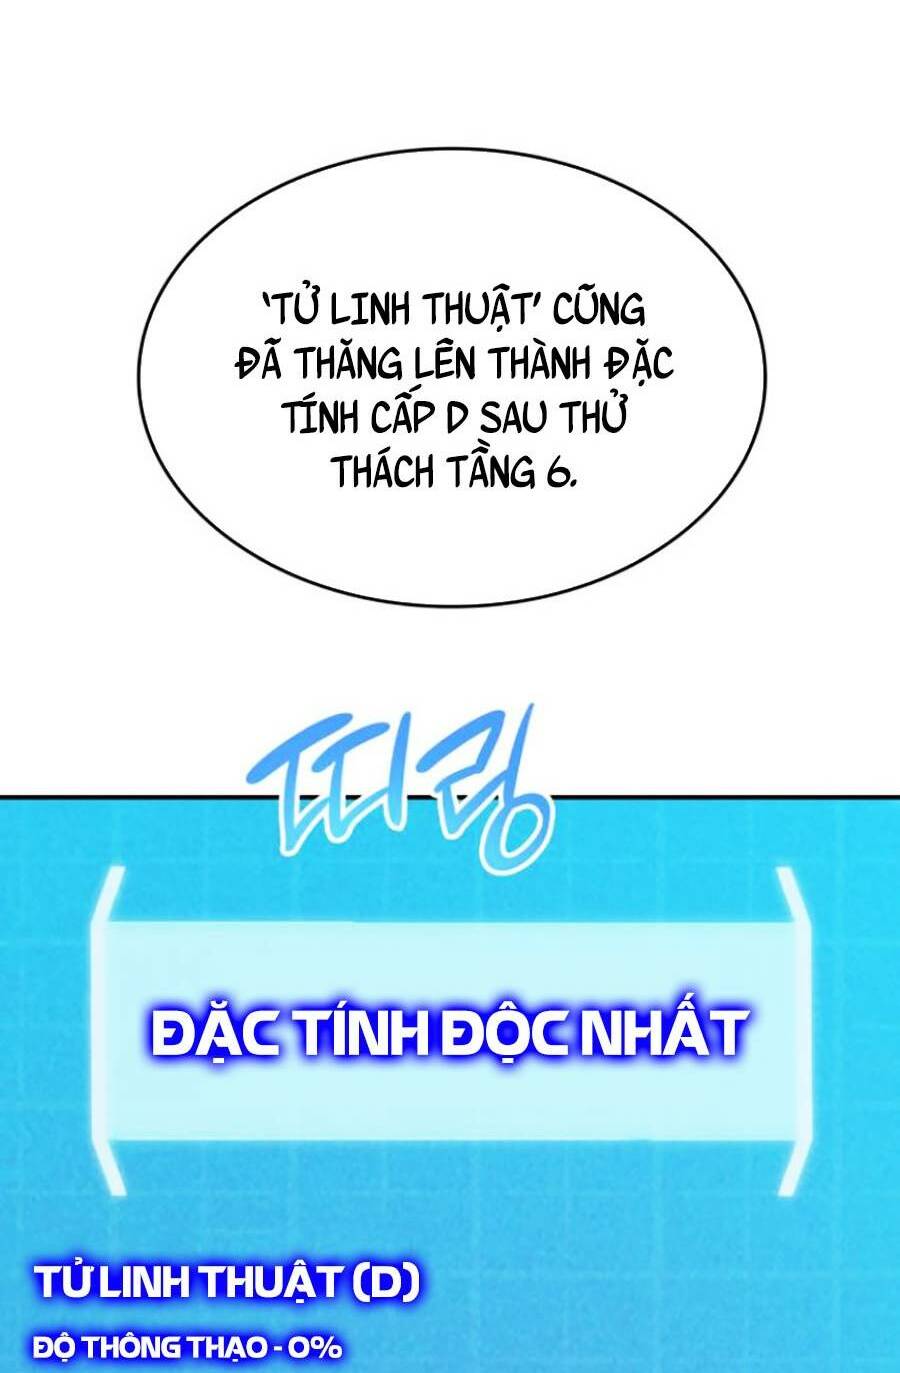 'TỬ LINH THUẬT' CŨNG
ĐÃ THĂNG LÊN THÀNH ĐẶC
TÍNH CẤP D SAU THỬ
THÁCH TẦNG 6.
띠링
ĐẶC TÍNH ĐỘC NHẤT
TỬ LINH THUẬT (D)
ĐỘ THÔNG THẠO - 0%